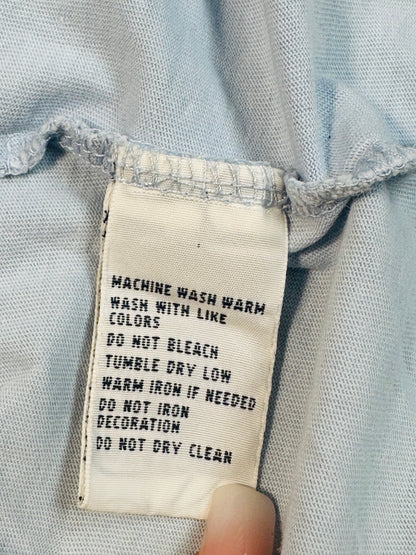 MACHINE WASH WARM
WASH WITH LIKE
COLORS
DO NOT BLEACH
TUMBLE DRY LOW
WARM IRON IF NEEDED
DO NOT IRON
DECORATION
DO NOT DRY CLEAN